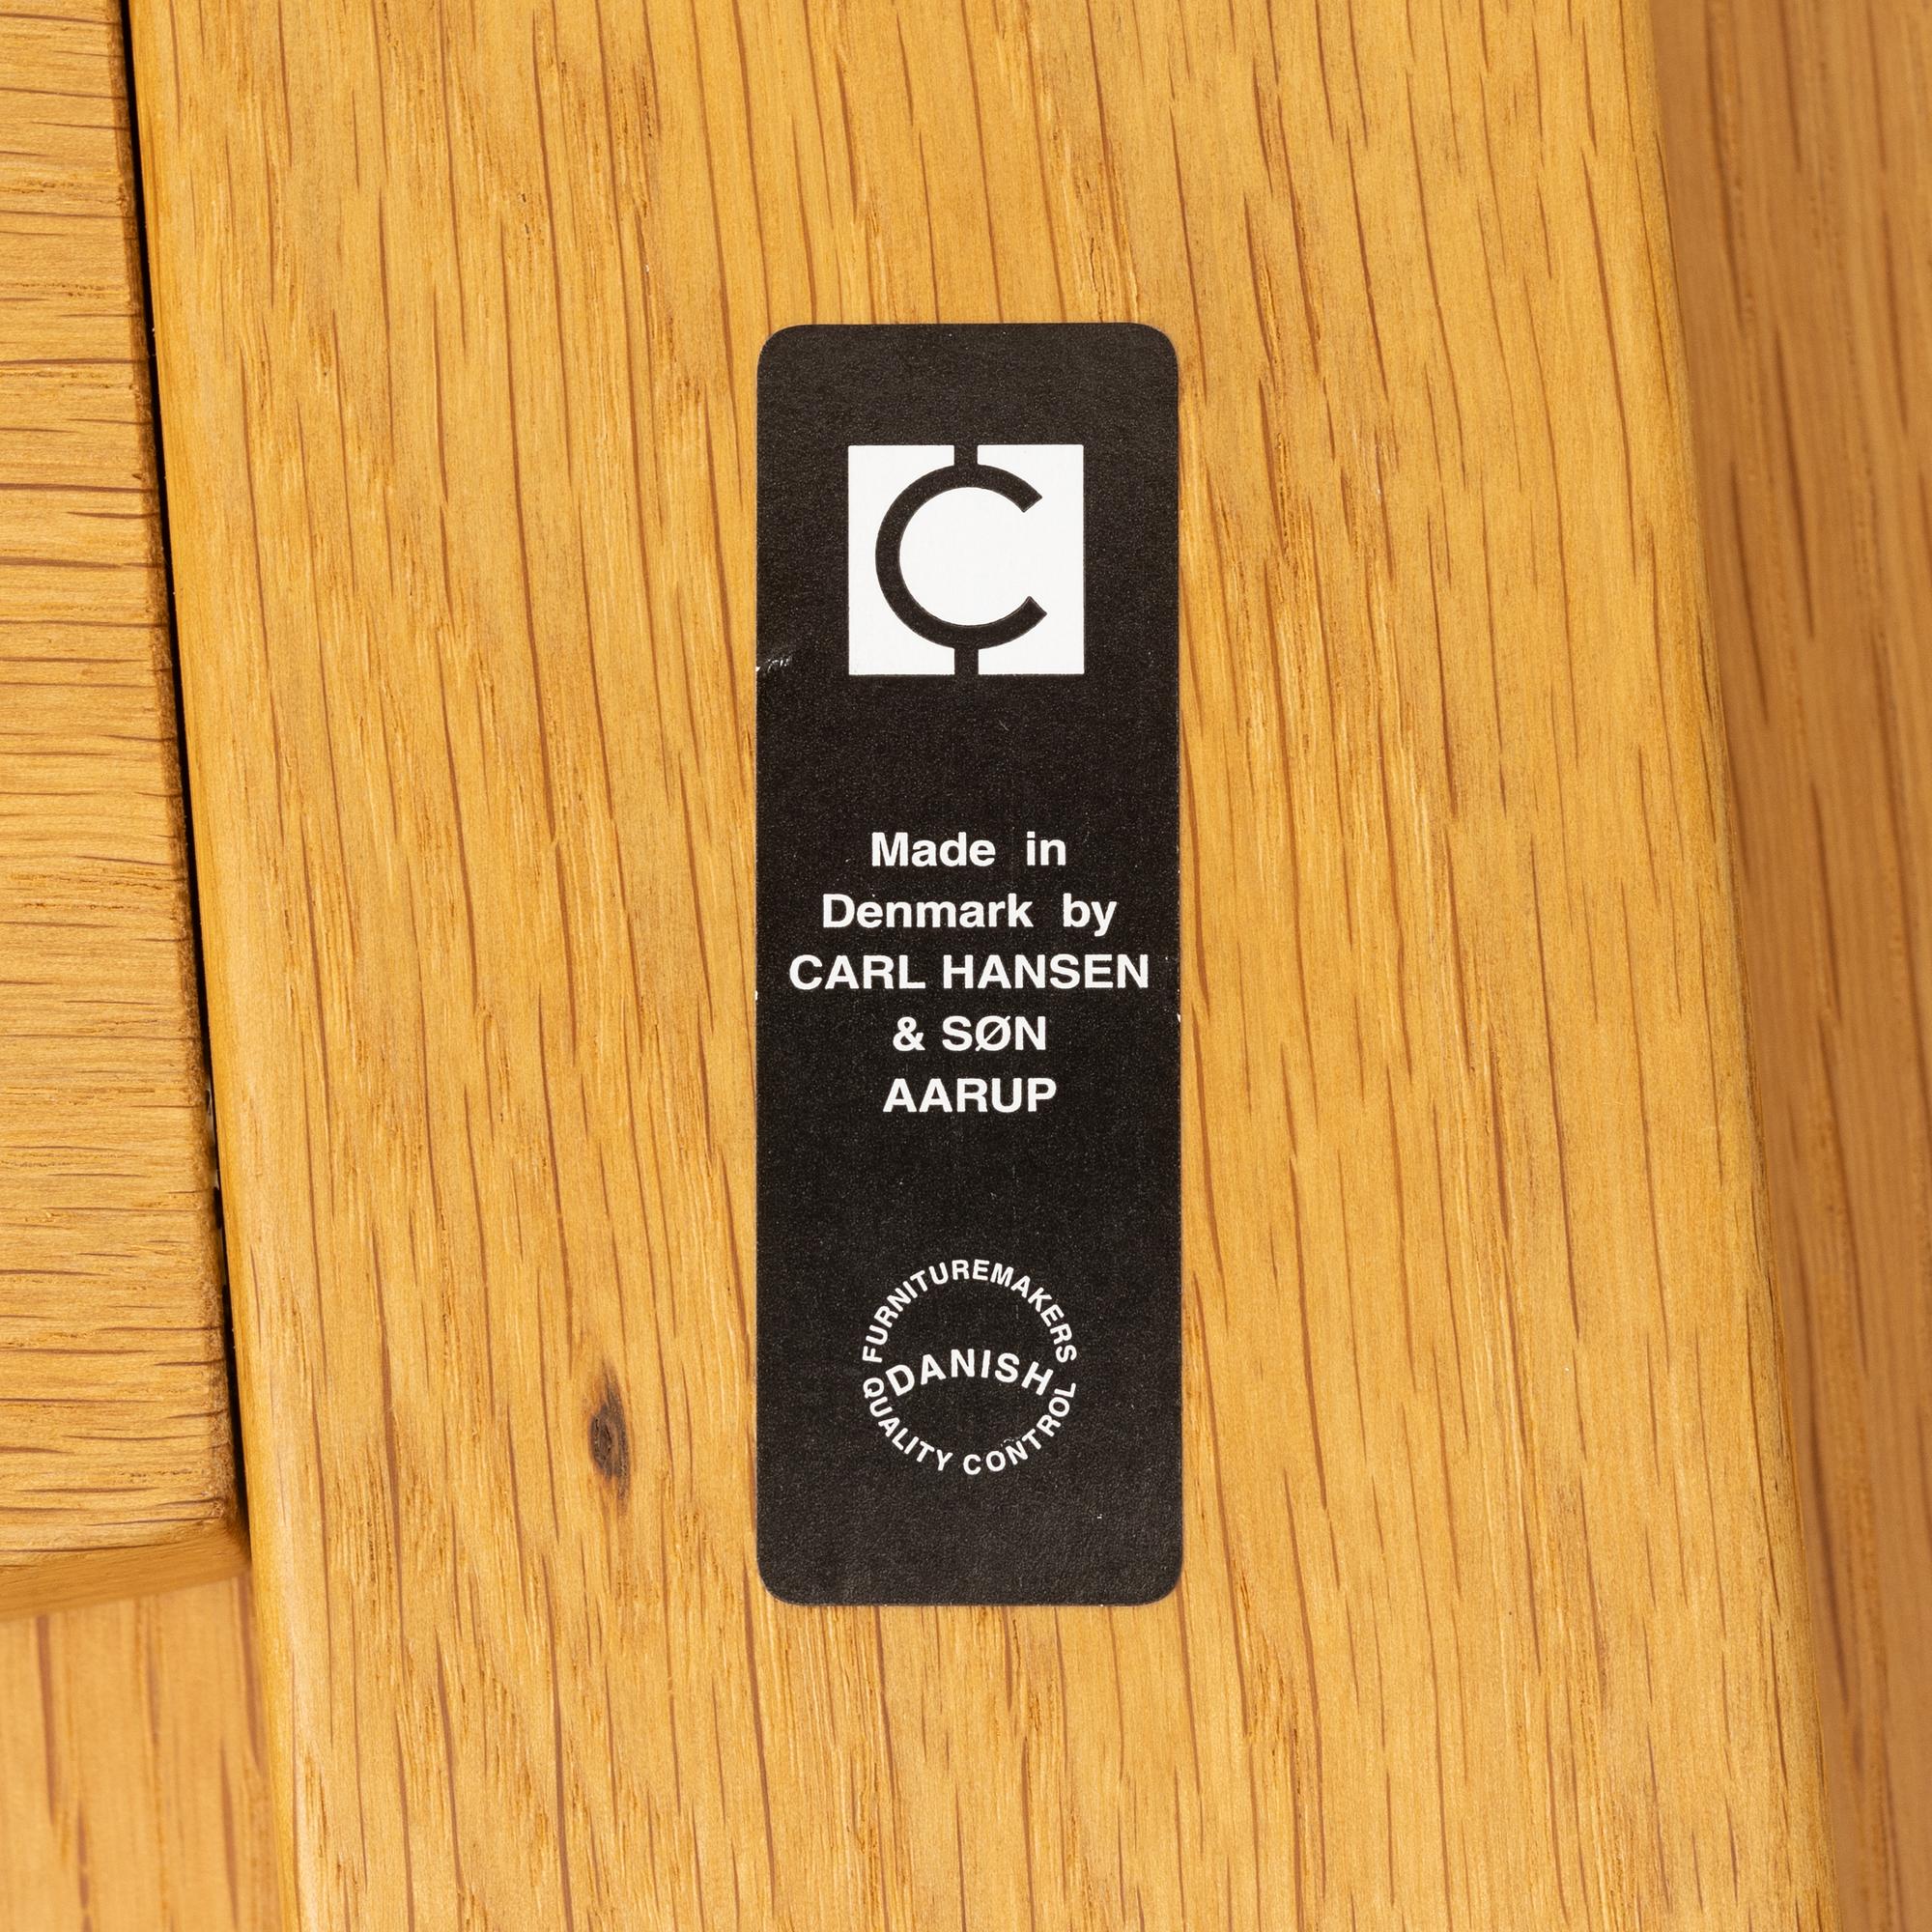 C
Made in
Denmark by
CARL HANSEN
& SØN
AARUP
FURNITUREMAKERS
DANISH
QUALITY CONTROL